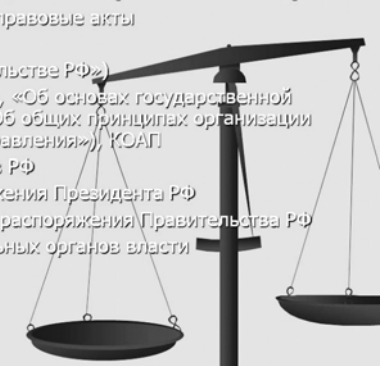 правовые акты
льстве РФ»)
, «Об основах государственной
Об общих принципах организации
равления»), КОАП
РФ
жения Президента РФ
распоряжения Правительства РФ
ьных органов власти